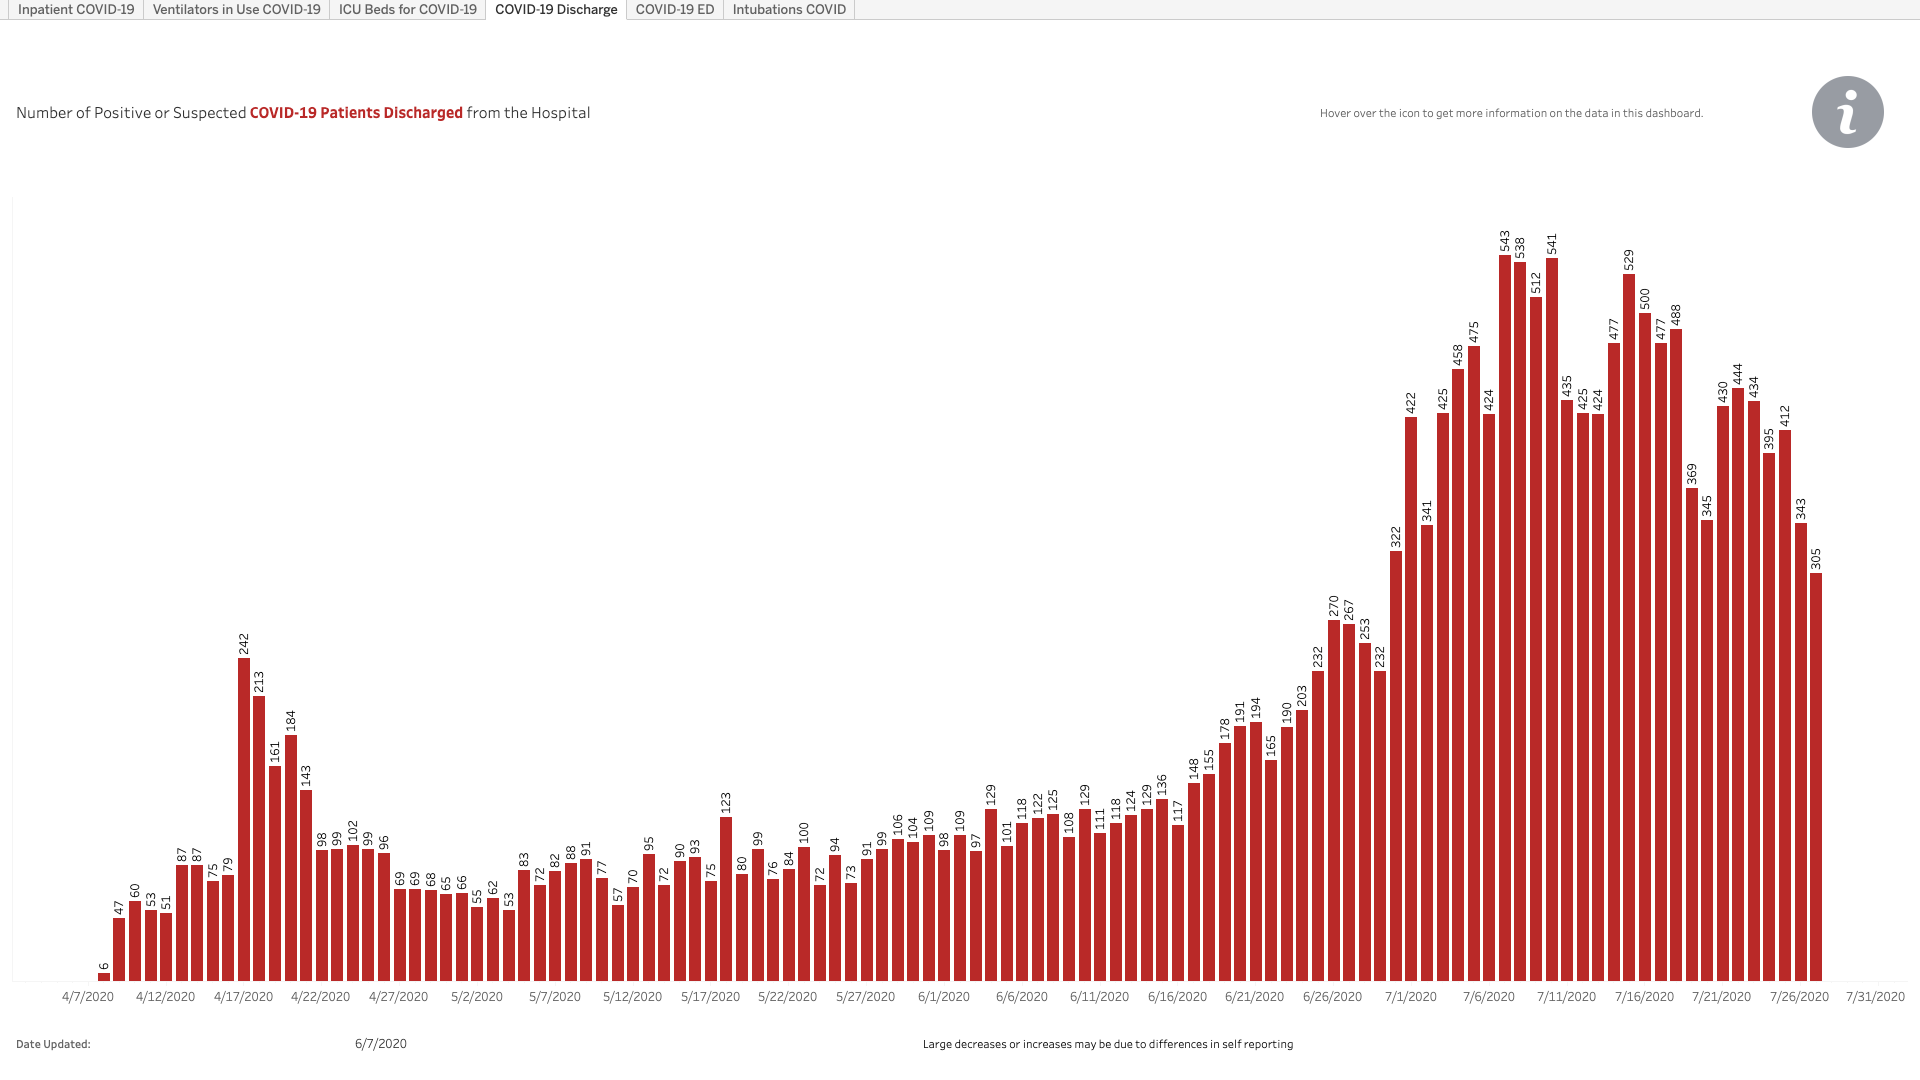 Inpatient COVID-19 Ventilators in Use COVID-19 ICU Beds for COVID-19 COVID-19 Discharge COVID-19 ED Intubations COVID
Number of Positive or Suspected COVID-19 Patients Discharged from the Hospital
Hover over the icon to get more information on the data in this dashboard.
i
6 47 60 53 51 87 87 75 79 242 213 161 184 143 98 99 102 99 96 69 69 68 65 66 55 62 53 83 72 82 88 91 77 57 70 95 72 90 93 75 123 80 99 76 84 100 72 94 73 91 99 106 104 109 98 109 97 129 101 118 122 125 108 129 111 118 124 129 136 117 148 155 178 191 194 165 190 203 232 270 267 253 232 322 422 341 425 458 475 424 543 538 512 541 435 425 424 477 529 500 477 488 369 345 430 444 434 395 412 343 305
4/7/2020 4/12/2020 4/17/2020 4/22/2020 4/27/2020 5/2/2020 5/7/2020 5/12/2020 5/17/2020 5/22/2020 5/27/2020 6/1/2020 6/6/2020 6/11/2020 6/16/2020 6/21/2020 6/26/2020 7/1/2020 7/6/2020 7/11/2020 7/16/2020 7/21/2020 7/26/2020 7/31/2020
Date Updated: 6/7/2020
Large decreases or increases may be due to differences in self reporting